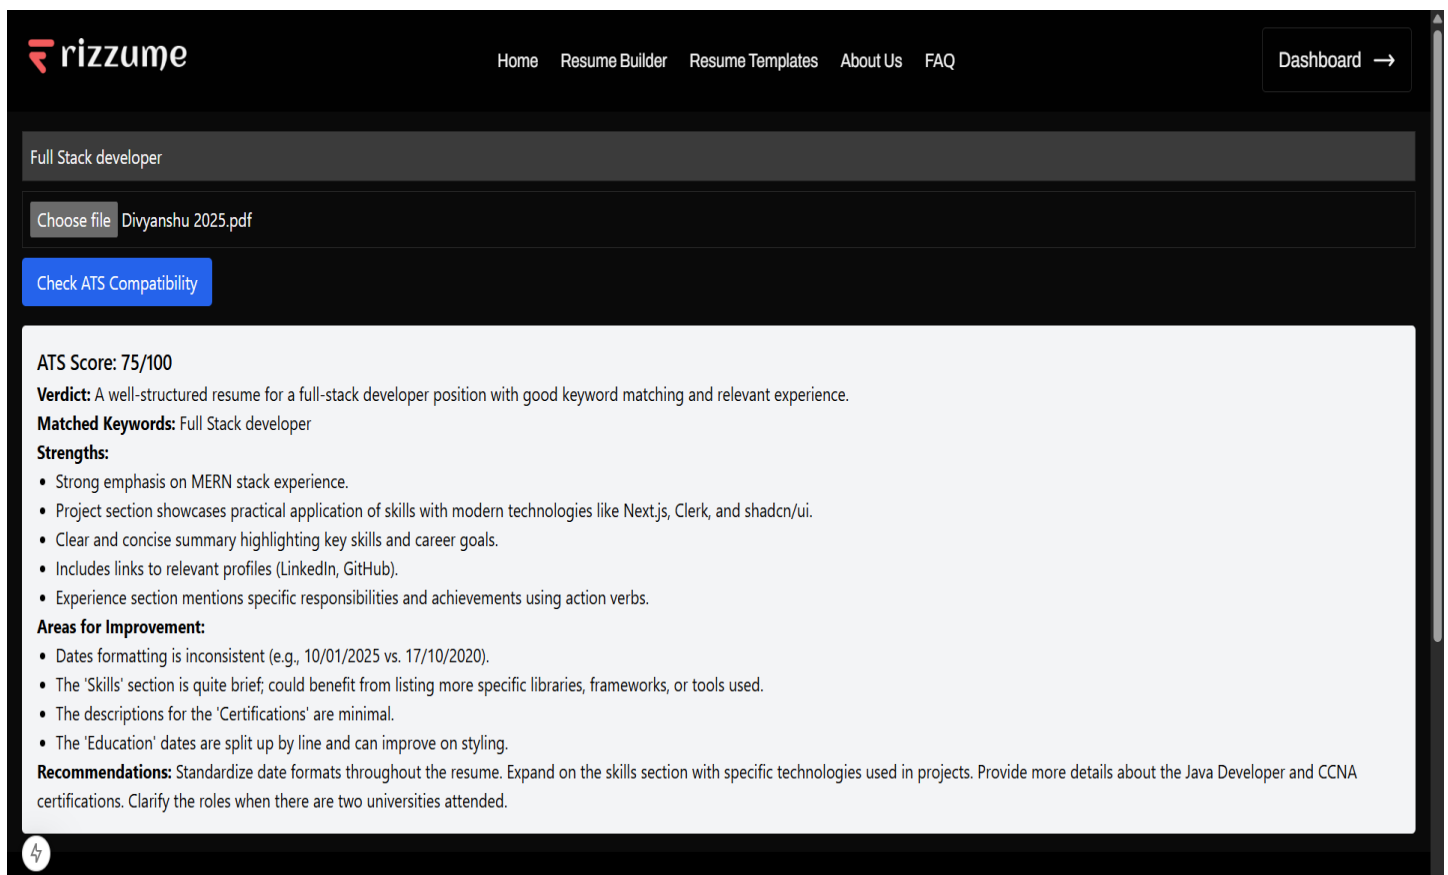 rizzume
Home Resume Builder Resume Templates About Us FAQ
Dashboard →
Full Stack developer
Choose file Divyanshu 2025.pdf
Check ATS Compatibility
ATS Score: 75/100
Verdict: A well-structured resume for a full-stack developer position with good keyword matching and relevant experience.
Matched Keywords: Full Stack developer
Strengths:
• Strong emphasis on MERN stack experience.
• Project section showcases practical application of skills with modern technologies like Next.js, Clerk, and shadcn/ui.
• Clear and concise summary highlighting key skills and career goals.
• Includes links to relevant profiles (LinkedIn, GitHub).
• Experience section mentions specific responsibilities and achievements using action verbs.
Areas for Improvement:
• Dates formatting is inconsistent (e.g., 10/01/2025 vs. 17/10/2020).
• The 'Skills' section is quite brief; could benefit from listing more specific libraries, frameworks, or tools used.
• The descriptions for the 'Certifications' are minimal.
• The 'Education' dates are split up by line and can improve on styling.
Recommendations: Standardize date formats throughout the resume. Expand on the skills section with specific technologies used in projects. Provide more details about the Java Developer and CCNA
certifications. Clarify the roles when there are two universities attended.